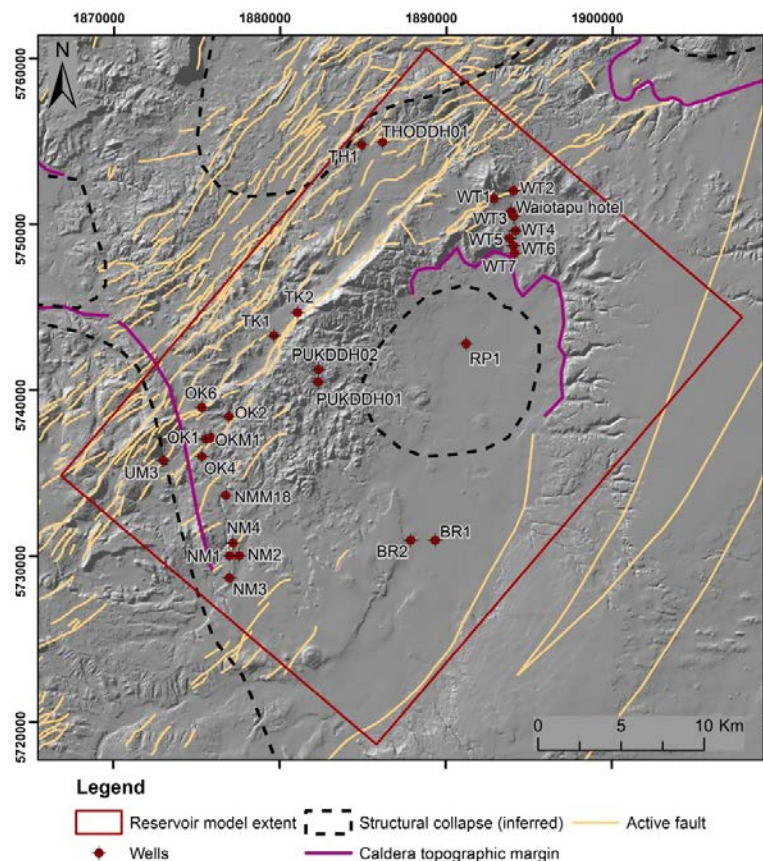 1870000 1880000 1890000 1900000
5760000
5750000
5740000
5730000
5720000
N
THODDH01
TH1
WT2
WT1
Waiotapu hotel
WT3
WT4
WT5
WT6
WT7
TK2
TK1
RP1
PUKDDH02
PUKDDH01
OK6
OK2
OK1 OKM1
OK4
UM3
NMM18
NM4
NM1 NM2
NM3
BR2 BR1
0 5 10 Km
Legend
Reservoir model extent Structural collapse (inferred) Active fault
Wells Caldera topographic margin